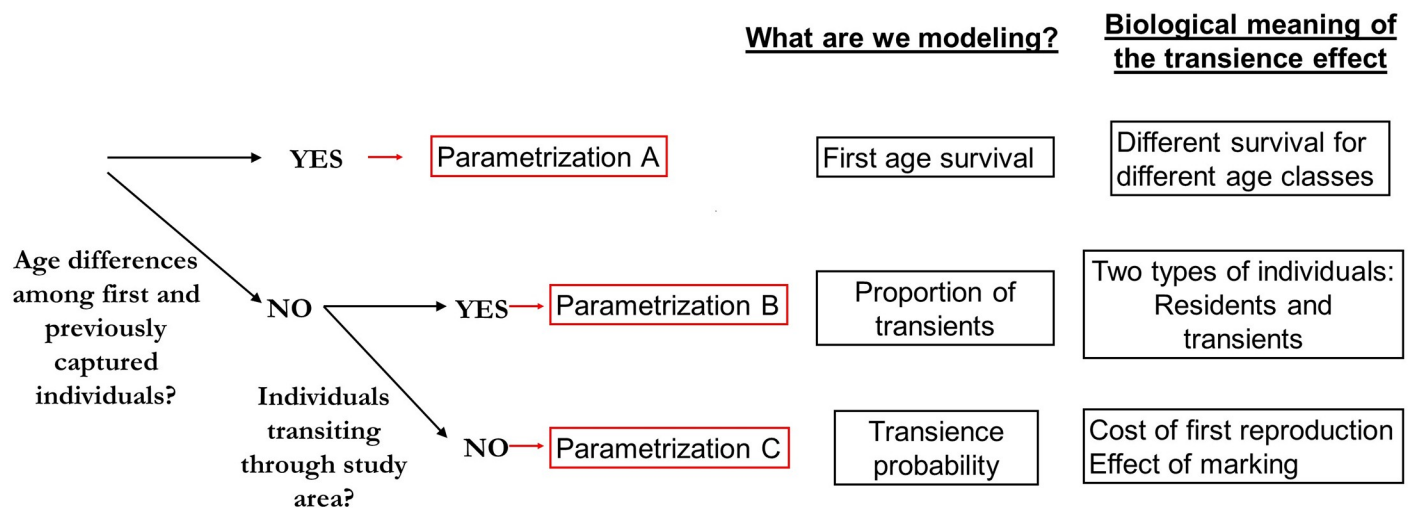 What are we modeling?
Biological meaning of
the transience effect
YES
Parametrization A
First age survival
Different survival for
different age classes
Age differences
among first and
previously
captured
individuals?
NO
YES
Parametrization B
Proportion of
transients
Two types of individuals:
Residents and
transients
Individuals
transiting
through study
area?
NO
Parametrization C
Transience
probability
Cost of first reproduction
Effect of marking